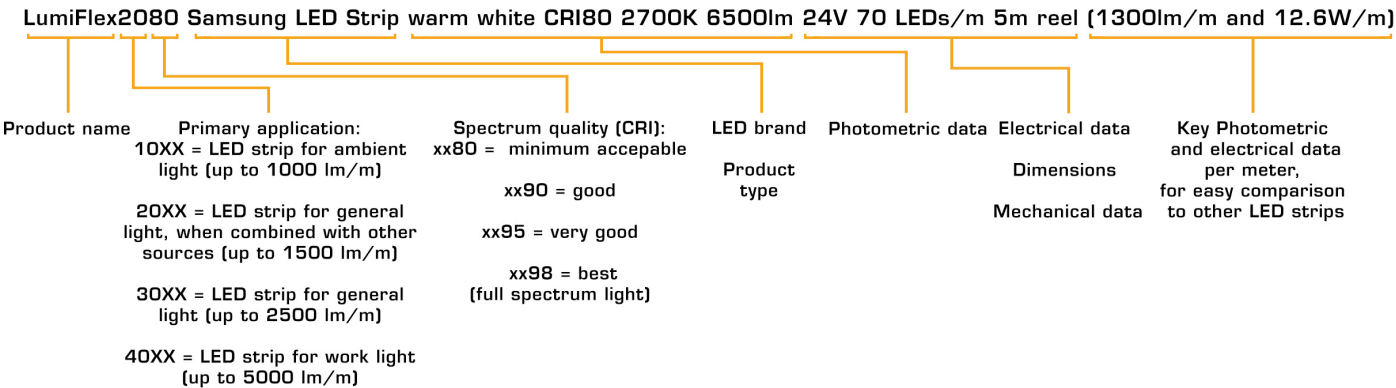 LumiFlex2080 Samsung LED Strip warm white CRI80 2700K 6500lm 24V 70 LEDs/m 5m reel (1300lm/m and 12.6W/m)
Product name
Primary application:
10XX = LED strip for ambient
light (up to 1000 lm/m)
20XX = LED strip for general
light, when combined with other
sources (up to 1500 lm/m)
30XX = LED strip for general
light (up to 2500 lm/m)
40XX = LED strip for work light
(up to 5000 lm/m)
Spectrum quality (CRI):
xx80 = minimum accepable
xx90 = good
xx95 = very good
xx98 = best
(full spectrum light)
LED brand
Product
type
Photometric data
Electrical data
Dimensions
Mechanical data
Key Photometric
and electrical data
per meter,
for easy comparison
to other LED strips